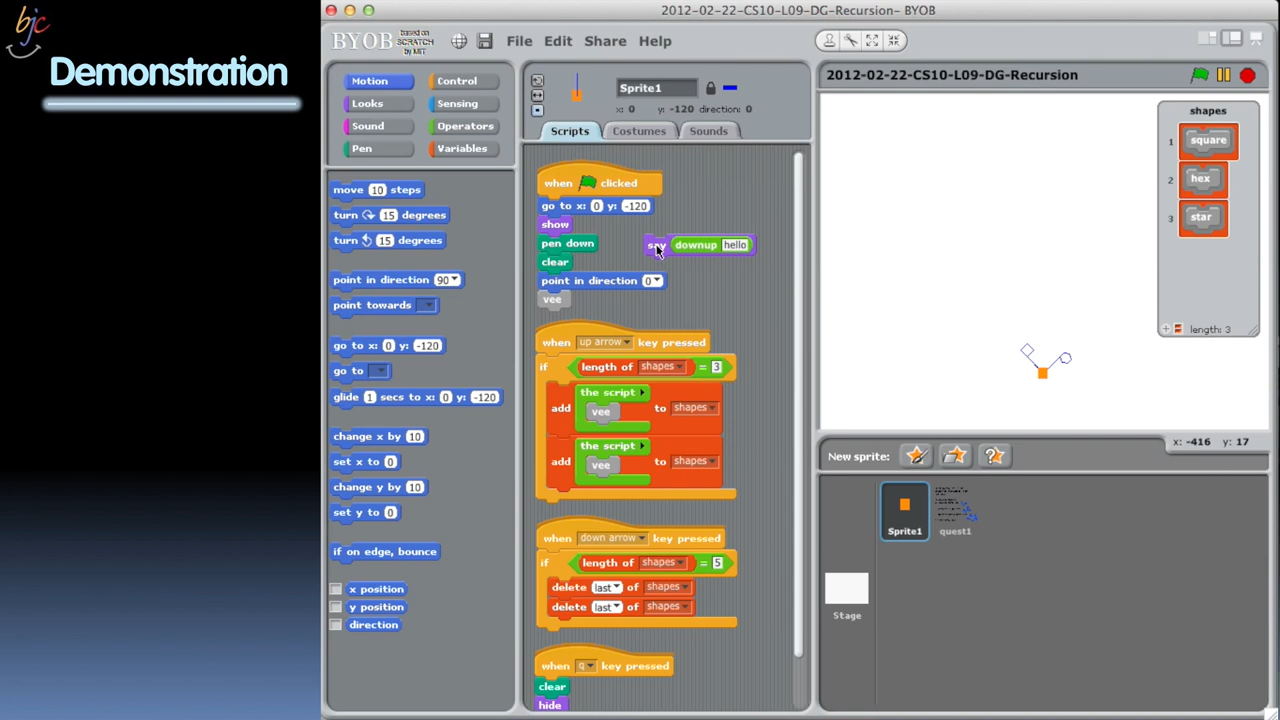 bjc
Demonstration
2012-02-22-CS10-L09-DG-Recursion- BYOB
BYOB
based on
SCRATCH
by MIT
File Edit Share Help
Motion Control
Looks Sensing
Sound Operators
Pen Variables
move 10 steps
turn 15 degrees
turn 15 degrees
point in direction 90
point towards
go to x: 0 y: -120
go to
glide 1 secs to x: 0 y: -120
change x by 10
set x to 0
change y by 10
set y to 0
if on edge, bounce
x position
y position
direction
Sprite1
x: 0 y: -120 direction: 0
Scripts Costumes Sounds
when clicked
go to x: 0 y: -120
show
pen down
clear
point in direction 0
vee
say downup hello
when up arrow key pressed
if length of shapes = 3
add the script vee to shapes
add the script vee to shapes
when down arrow key pressed
if length of shapes = 5
delete last of shapes
delete last of shapes
when q key pressed
clear
hide
2012-02-22-CS10-L09-DG-Recursion
shapes
1 square
2 hex
3 star
+ length: 3
x: -416 y: 17
New sprite:
Sprite1
quest1
Stage